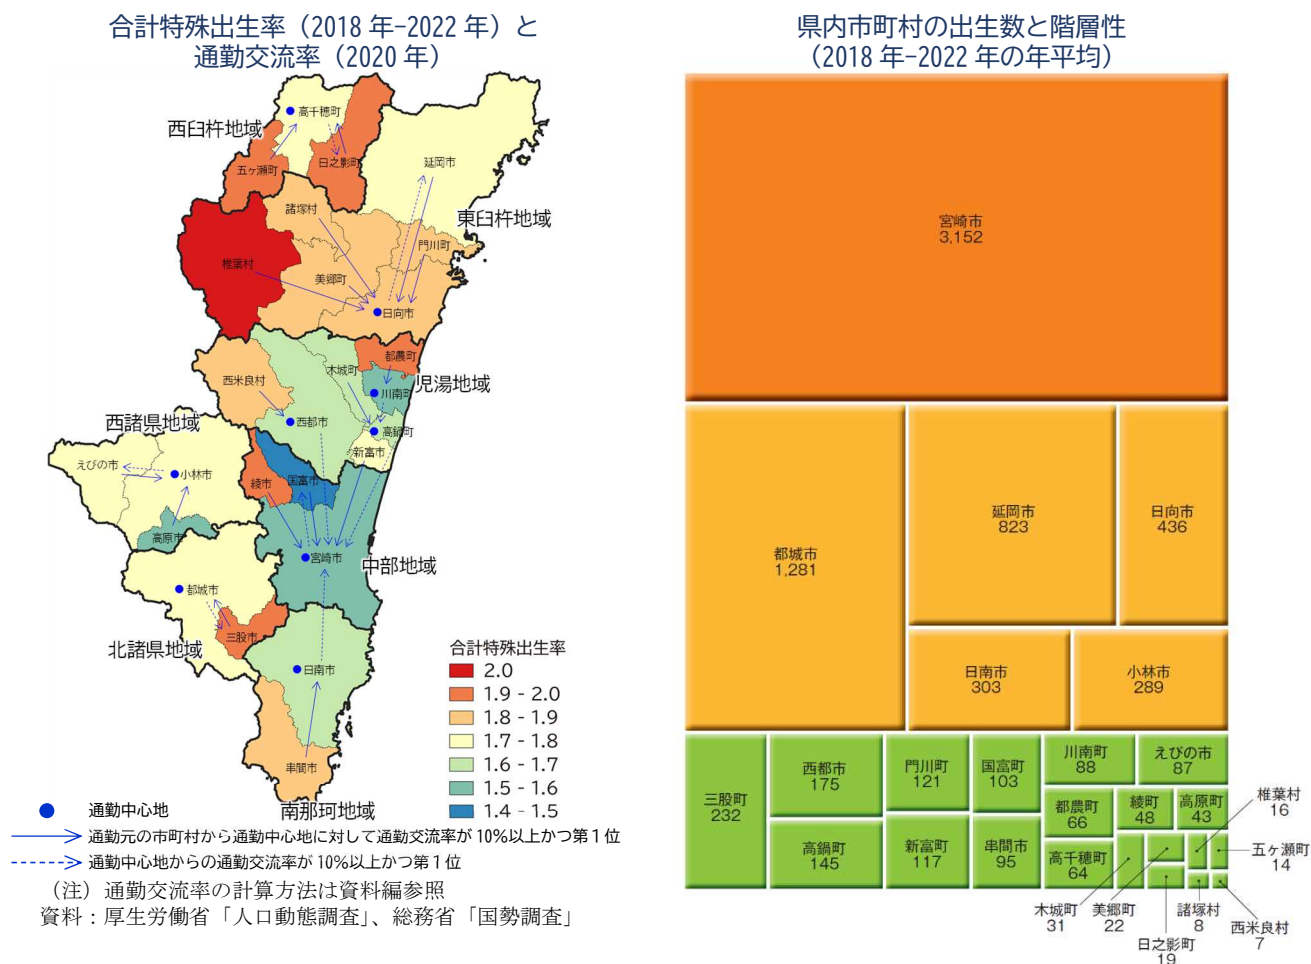 合計特殊出生率（2018 年-2022 年）と
通勤交流率（2020 年）
高千穂町
西臼杵地域
五ヶ瀬町
日之影町
延岡市
諸塚村
東臼杵地域
門川町
椎葉村
美郷町
日向市
都農町
木城町
西米良村
川南町
児湯地域
西都市
高鍋町
西諸県地域
新富市
えびの市
小林市
綾市
国富市
高原市
宮崎市
中部地域
都城市
三股市
北諸県地域
日南市
串間市
南那珂地域
合計特殊出生率
2.0
1.9 - 2.0
1.8 - 1.9
1.7 - 1.8
1.6 - 1.7
1.5 - 1.6
1.4 - 1.5
通勤中心地
通勤元の市町村から通勤中心地に対して通勤交流率が 10%以上かつ第１位
通勤中心地からの通勤交流率が 10%以上かつ第１位
（注）通勤交流率の計算方法は資料編参照
資料：厚生労働省「人口動態調査」、総務省「国勢調査」
県内市町村の出生数と階層性
（2018 年-2022 年の年平均）
宮崎市
3,152
都城市
1,281
延岡市
823
日向市
436
日南市
303
小林市
289
三股町
232
西都市
175
高鍋町
145
門川町
121
新富町
117
国富町
103
串間市
95
川南町
88
えびの市
87
都農町
66
綾町
48
高原町
43
高千穂町
64
椎葉村
16
五ヶ瀬町
14
木城町
31
美郷町
22
日之影町
19
諸塚村
8
西米良村
7